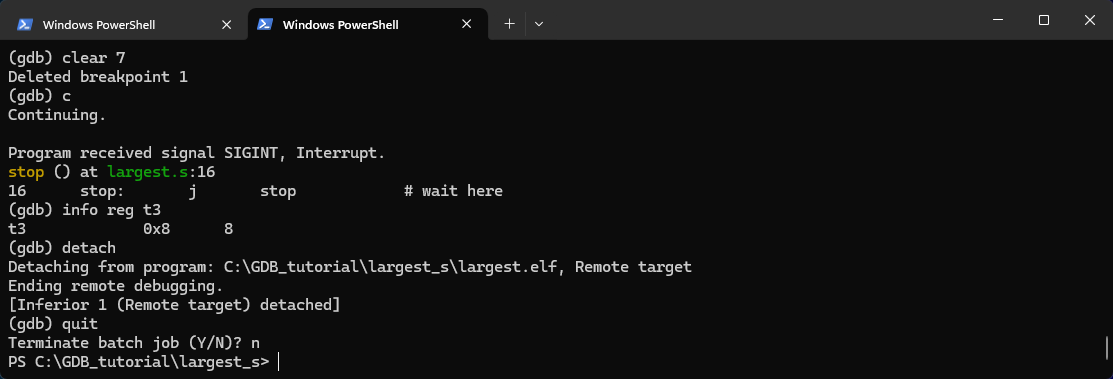 Windows PowerShell
Windows PowerShell
(gdb) clear 7
Deleted breakpoint 1
(gdb) c
Continuing.
Program received signal SIGINT, Interrupt.
stop () at largest.s:16
16      stop:       j       stop            # wait here
(gdb) info reg t3
t3             0x8      8
(gdb) detach
Detaching from program: C:\GDB_tutorial\largest_s\largest.elf, Remote target
Ending remote debugging.
[Inferior 1 (Remote target) detached]
(gdb) quit
Terminate batch job (Y/N)? n
PS C:\GDB_tutorial\largest_s>